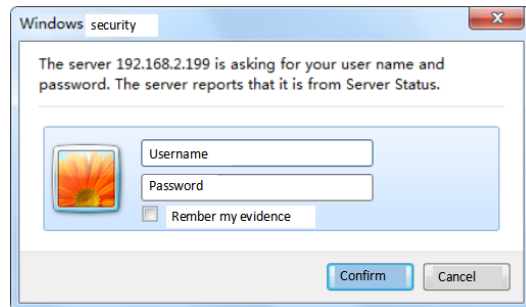 Windows security
The server 192.168.2.199 is asking for your user name and
password. The server reports that it is from Server Status.
Username
Password
Rember my evidence
Confirm Cancel